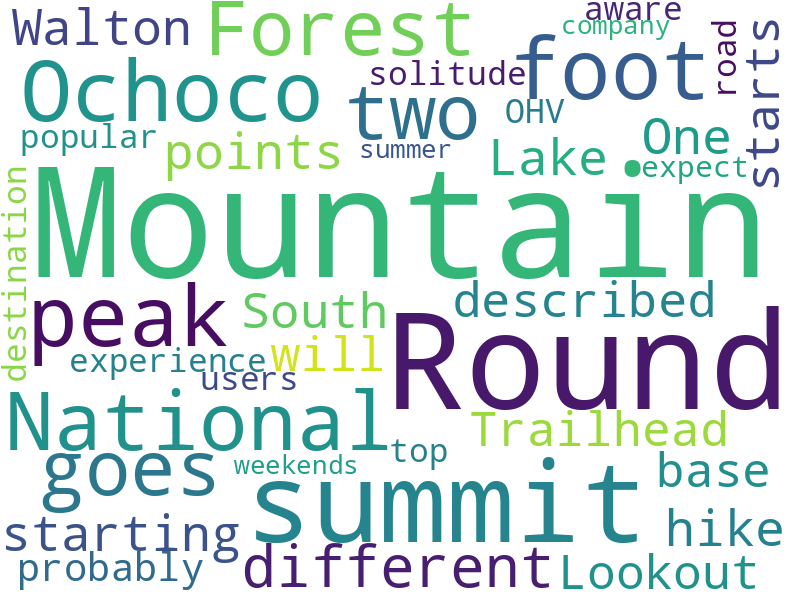 Walton Forest aware
company
Ochoco solitude foot road starts
two OHV
popular points summer Lake One
expect
Mountain
destination
peak South described
Round
experience will
users
National Trailhead
goes weekends top summit base
starting hike
probably different Lookout